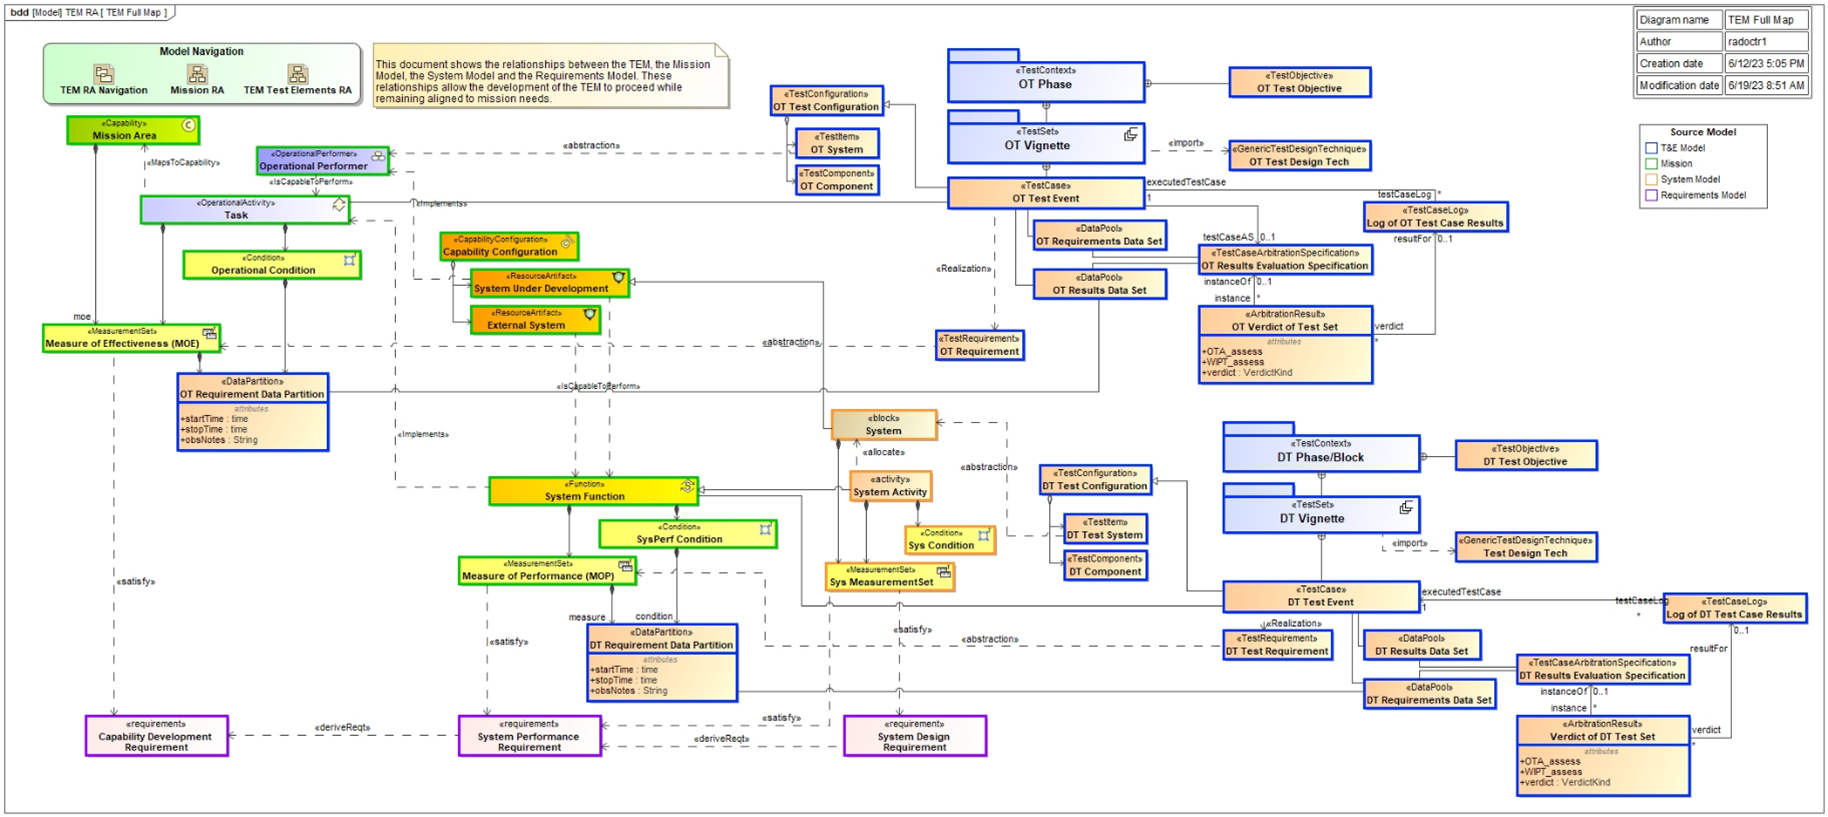 bdd [Model] TEM RA [ TEM Full Map ]
Diagram name TEM Full Map
Author radoctr1
Creation date 6/12/23 5:05 PM
Modification date 6/19/23 8:51 AM
Model Navigation
TEM RA Navigation
Mission RA
TEM Test Elements RA
This document shows the relationships between the TEM, the Mission
Model, the System Model and the Requirements Model. These
relationships allow the development of the TEM to proceed while
remaining aligned to mission needs.
Source Model
T&E Model
Mission
System Model
Requirements Model
«Capability»
Mission Area
«MapsToCapability»
«OperationalPerformer»
Operational Performer
«IsCapableToPerform»
«OperationalActivity»
Task
«Condition»
Operational Condition
moe
«MeasurementSet»
Measure of Effectiveness (MOE)
«DataPartition»
OT Requirement Data Partition
attributes
+startTime : time
+stopTime : time
+obsNotes : String
«abstraction»
«Implements»
«CapabilityConfiguration»
Capability Configuration
«ResourceArtifact»
System Under Development
«ResourceArtifact»
External System
«abstraction»
«IsCapableToPerform»
«Implements»
«TestConfiguration»
OT Test Configuration
«TestItem»
OT System
«TestComponent»
OT Component
«TestContext»
OT Phase
«TestObjective»
OT Test Objective
«TestSet»
OT Vignette
«import»
«GenericTestDesignTechnique»
OT Test Design Tech
«TestCase»
OT Test Event
executedTestCase
1
testCaseLog
*
«TestCaseLog»
Log of OT Test Case Results
resultFor
0..1
«DataPool»
OT Requirements Data Set
testCaseAS
0..1
«TestCaseArbitrationSpecification»
OT Results Evaluation Specification
«Realization»
«DataPool»
OT Results Data Set
instanceOf
0..1
instance
*
«ArbitrationResult»
OT Verdict of Test Set
attributes
+OTA_assess
+WIPT_assess
+verdict : VerdictKind
verdict
*
«TestRequirement»
OT Requirement
«block»
System
«allocate»
«activity»
System Activity
«Condition»
Sys Condition
«MeasurementSet»
Sys MeasurementSet
«abstraction»
«Function»
System Function
«Condition»
SysPerf Condition
«MeasurementSet»
Measure of Performance (MOP)
measure
condition
«DataPartition»
DT Requirement Data Partition
attributes
+startTime : time
+stopTime : time
+obsNotes : String
«TestConfiguration»
DT Test Configuration
«TestItem»
DT Test System
«TestComponent»
DT Component
«TestContext»
DT Phase/Block
«TestObjective»
DT Test Objective
«TestSet»
DT Vignette
«import»
«GenericTestDesignTechnique»
Test Design Tech
«TestCase»
DT Test Event
executedTestCase
1
testCaseLog
*
«TestCaseLog»
Log of DT Test Case Results
0..1
resultFor
«Realization»
«TestRequirement»
DT Test Requirement
«DataPool»
DT Results Data Set
«TestCaseArbitrationSpecification»
DT Results Evaluation Specification
«DataPool»
DT Requirements Data Set
instanceOf
0..1
instance
*
«ArbitrationResult»
Verdict of DT Test Set
attributes
+OTA_assess
+WIPT_assess
+verdict : VerdictKind
verdict
*
«satisfy»
«satisfy»
«satisfy»
«abstraction»
«satisfy»
«requirement»
Capability Development
Requirement
«deriveReqt»
«requirement»
System Performance
Requirement
«deriveReqt»
«requirement»
System Design
Requirement